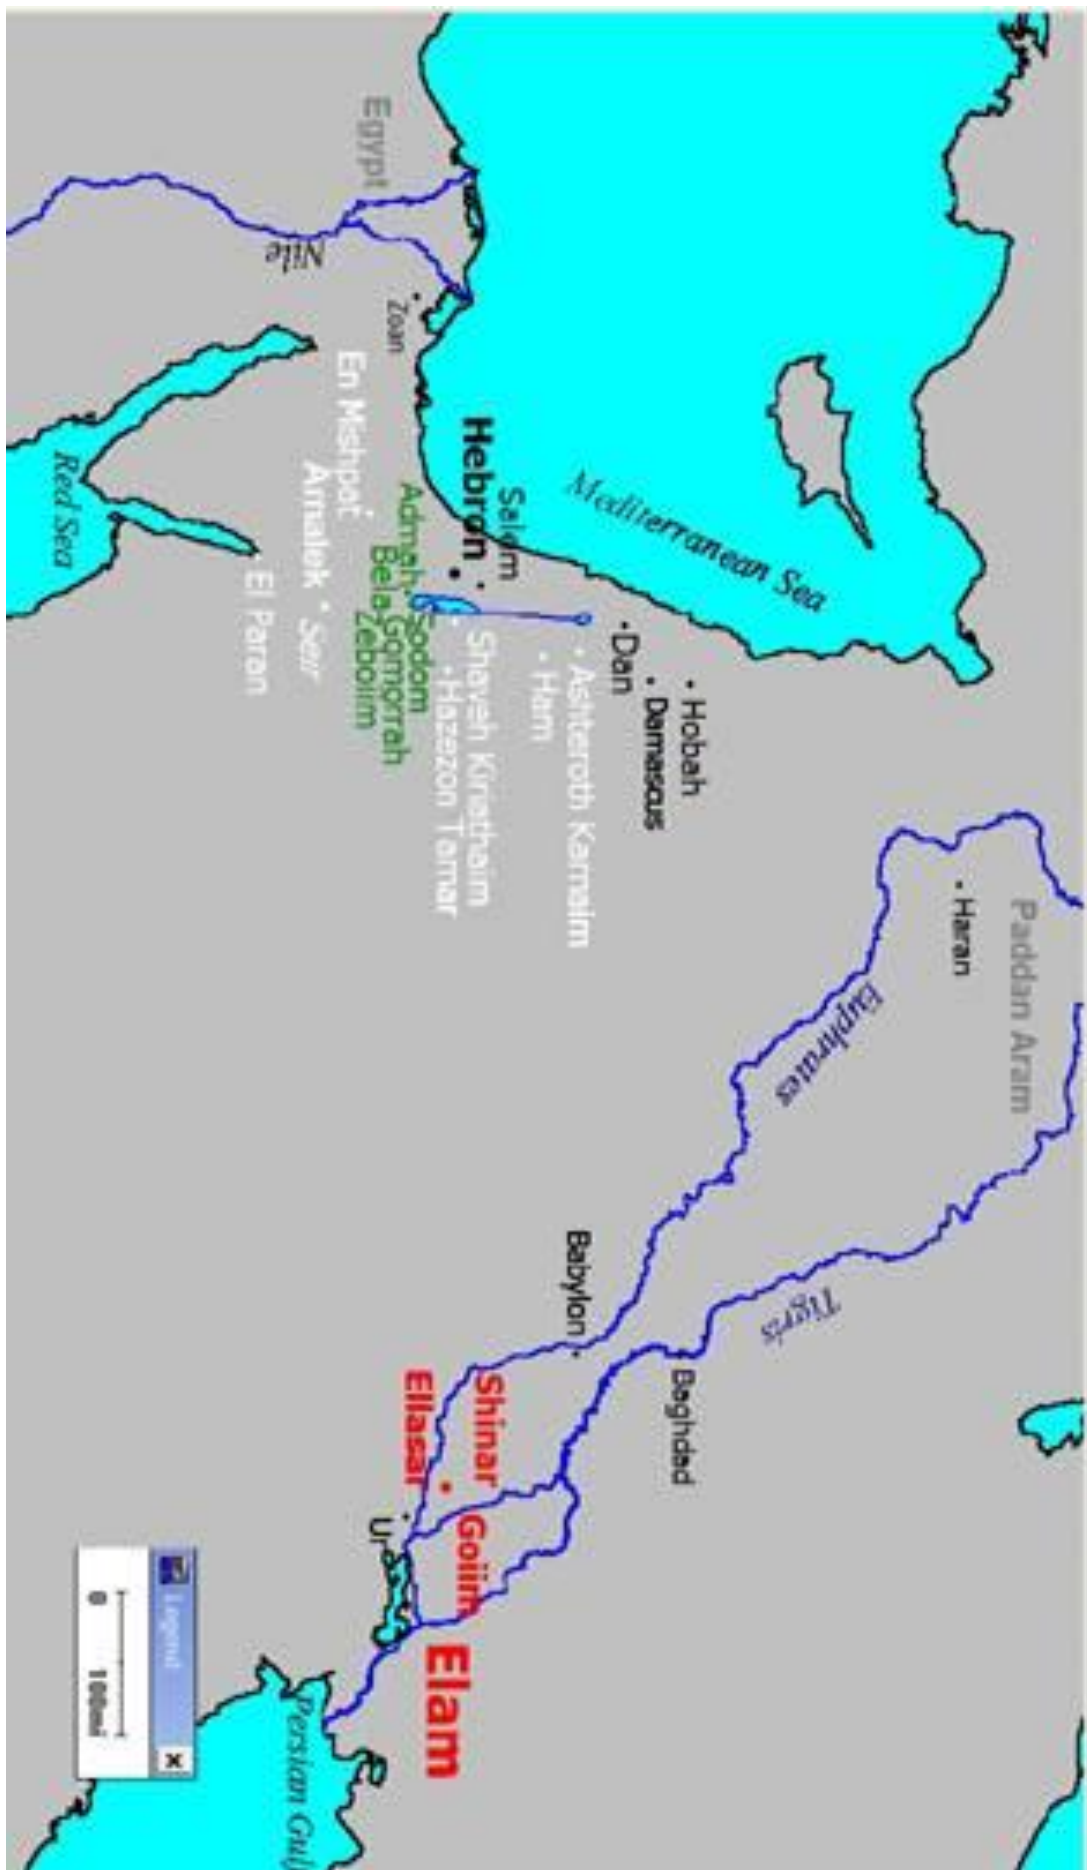 Paddan Aram
Haran
Euphrates
Tigris
Mediterranean Sea
Hobah
Damascus
Dan
Baghdad
Ashteroth Karnaim
Ham
Babylon
Salem
Hebron
Shaveh Kiriathaim
Hazezon Tamar
Shinar
Goiim
Elam
Ellasar
Ur
Admah
Sodom
Bela
Gomorrah
Zeboiim
Egypt
Zoan
Nile
En Mishpat
Amalek
Seir
El Paran
Red Sea
Persian Gulf
Legend
0 100mi